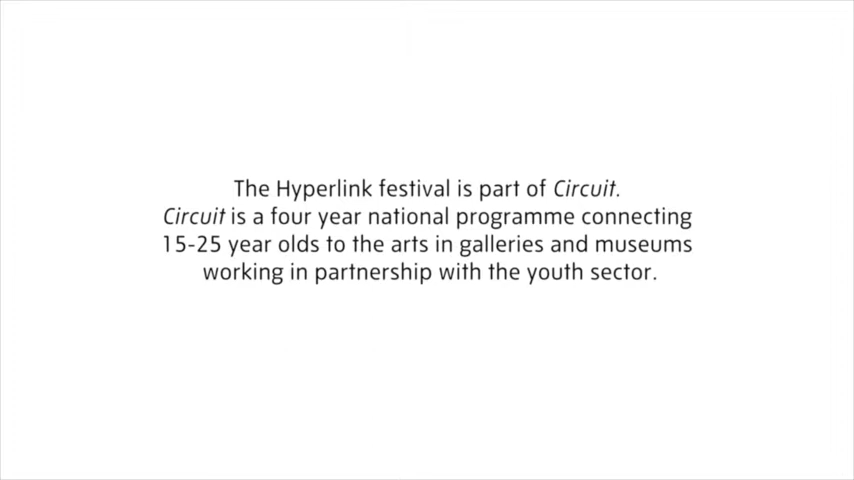 The Hyperlink festival is part of Circuit.
Circuit is a four year national programme connecting
15-25 year olds to the arts in galleries and museums
working in partnership with the youth sector.